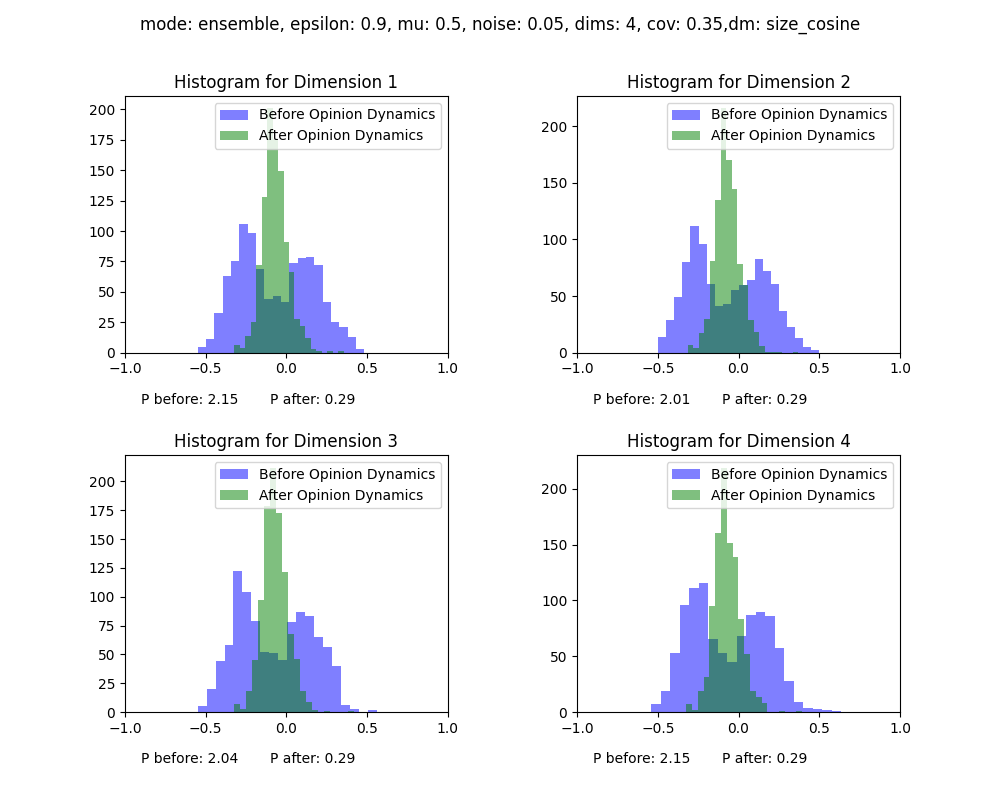 mode: ensemble, epsilon: 0.9, mu: 0.5, noise: 0.05, dims: 4, cov: 0.35,dm: size_cosine
Histogram for Dimension 1
Before Opinion Dynamics
After Opinion Dynamics
200
175
150
125
100
75
50
25
0
−1.0 −0.5 0.0 0.5 1.0
P before: 2.15 P after: 0.29
Histogram for Dimension 2
Before Opinion Dynamics
After Opinion Dynamics
200
150
100
50
0
−1.0 −0.5 0.0 0.5 1.0
P before: 2.01 P after: 0.29
Histogram for Dimension 3
Before Opinion Dynamics
After Opinion Dynamics
200
175
150
125
100
75
50
25
0
−1.0 −0.5 0.0 0.5 1.0
P before: 2.04 P after: 0.29
Histogram for Dimension 4
Before Opinion Dynamics
After Opinion Dynamics
200
150
100
50
0
−1.0 −0.5 0.0 0.5 1.0
P before: 2.15 P after: 0.29